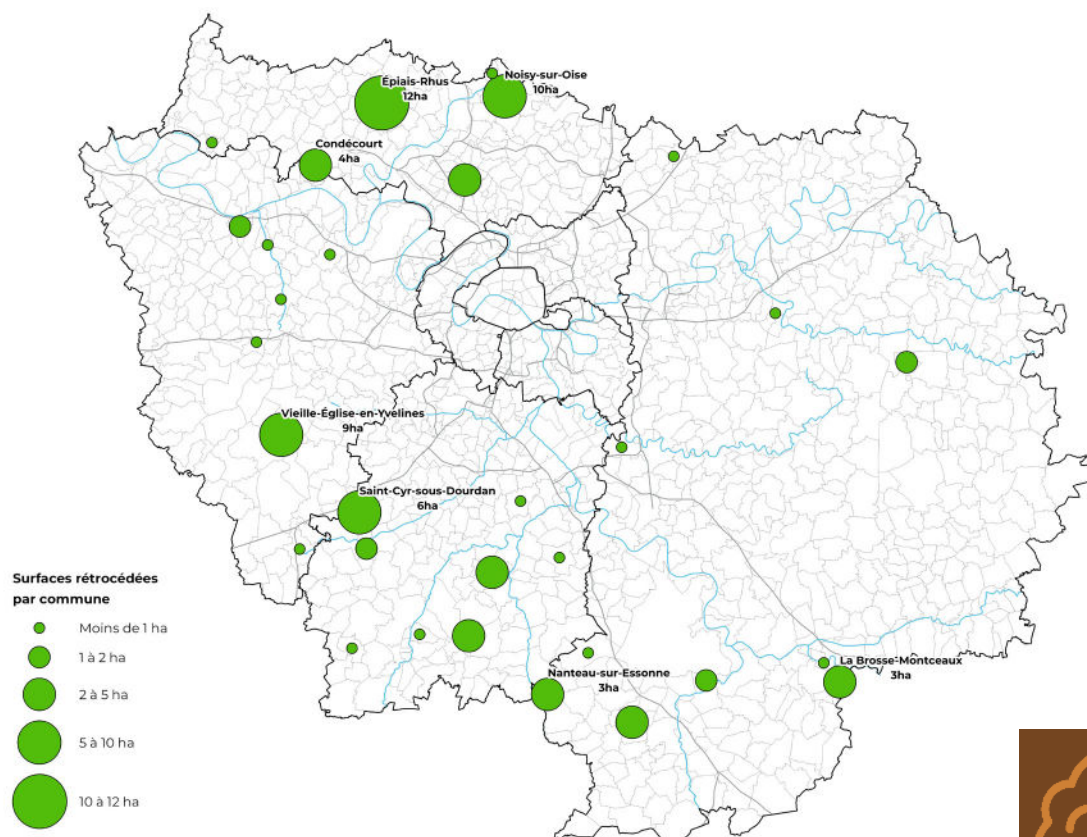 Épiais-Rhus
12ha
Noisy-sur-Oise
10ha
Condécourt
4ha
Vieille-Église-en-Yvelines
9ha
Saint-Cyr-sous-Dourdan
6ha
Nanteau-sur-Essonne
3ha
La Brosse-Montceaux
3ha
Surfaces rétrocédées
par commune
Moins de 1 ha
1 à 2 ha
2 à 5 ha
5 à 10 ha
10 à 12 ha